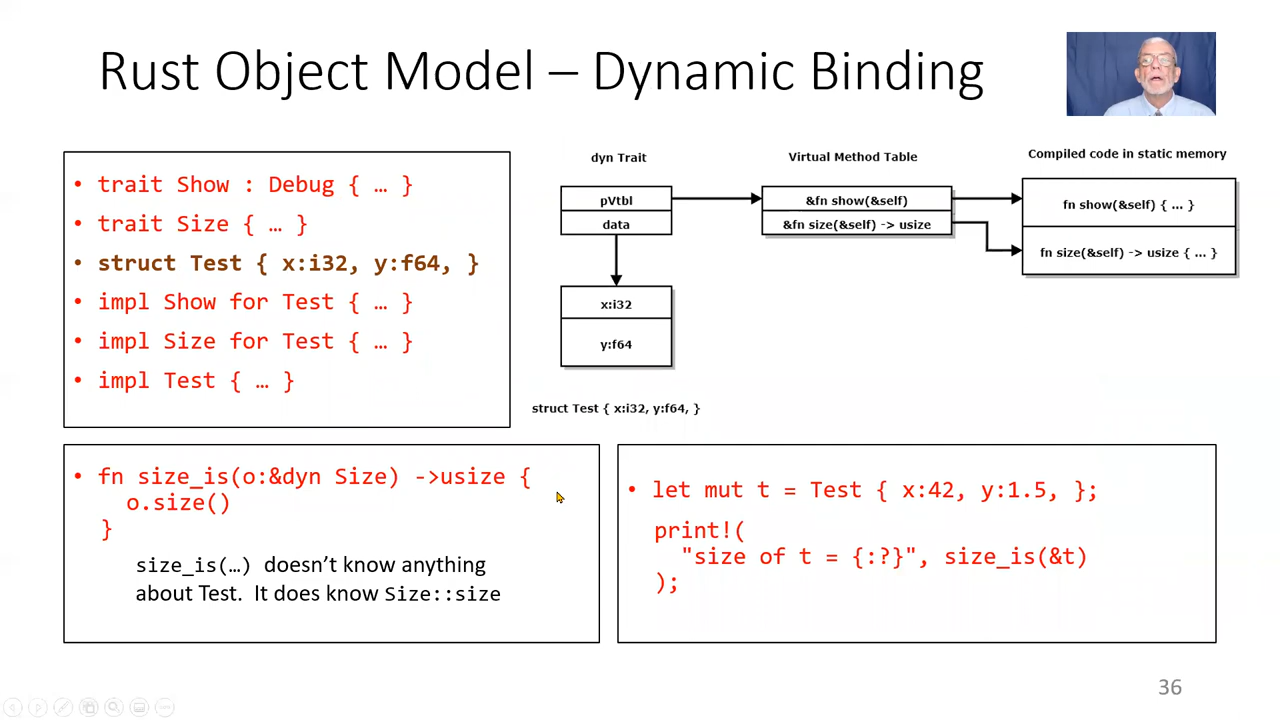 Rust Object Model – Dynamic Binding
• trait Show : Debug { … }
• trait Size { … }
• struct Test { x:i32, y:f64, }
• impl Show for Test { … }
• impl Size for Test { … }
• impl Test { … }
dyn Trait
Virtual Method Table
Compiled code in static memory
pVtbl
data
&fn show(&self)
&fn size(&self) -> usize
fn show(&self) { ... }
fn size(&self) -> usize { ... }
x:i32
y:f64
struct Test { x:i32, y:f64, }
• fn size_is(o:&dyn Size) ->usize {
o.size()
}
size_is(…) doesn’t know anything
about Test. It does know Size::size
• let mut t = Test { x:42, y:1.5, };
print!(
"size of t = {:?}", size_is(&t)
);
36